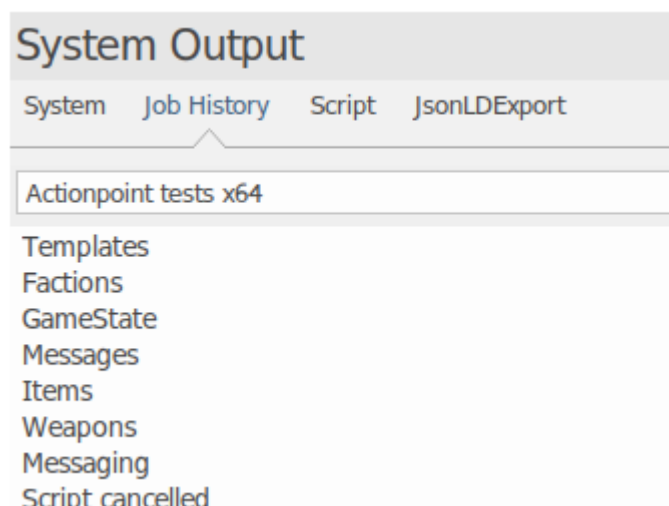 System Output
System Job History Script JsonLDExport
Actionpoint tests x64
Templates
Factions
GameState
Messages
Items
Weapons
Messaging
Script cancelled